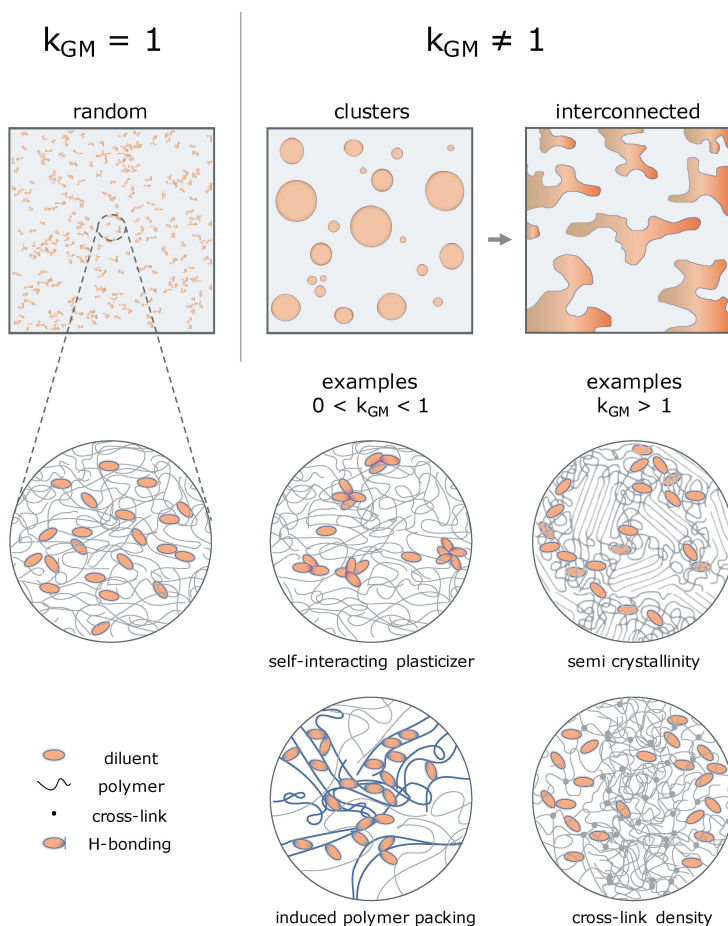 k_GM = 1
k_GM ≠ 1
random
clusters
interconnected
examples
0 < k_GM < 1
examples
k_GM > 1
self-interacting plasticizer
semi crystallinity
diluent
polymer
cross-link
H-bonding
induced polymer packing
cross-link density